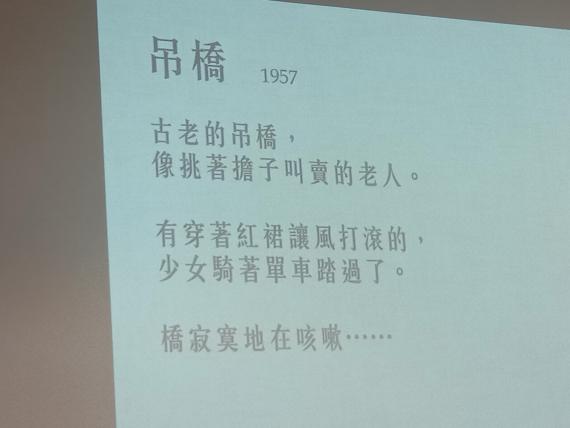 吊橋 1957
古老的吊橋，
像挑著擔子叫賣的老人。
有穿著紅裙讓風打滾的，
少女騎著單車踏過了。
橋寂寞地在咳嗽……